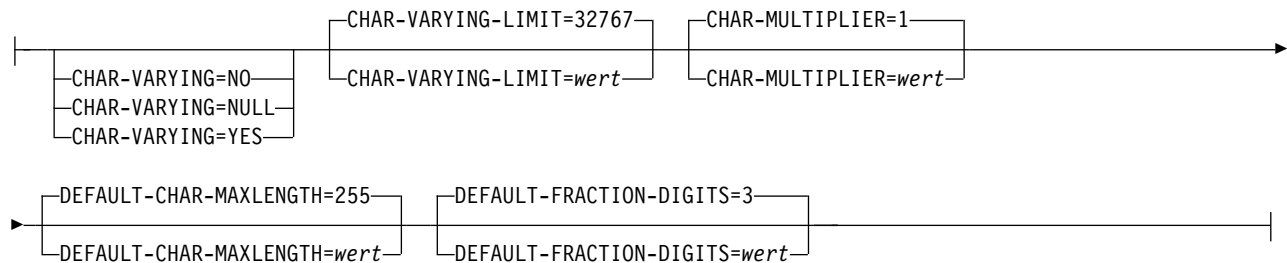 CHAR-VARYING-LIMIT=32767 CHAR-MULTIPLIER=1
CHAR-VARYING=NO CHAR-VARYING-LIMIT=wert CHAR-MULTIPLIER=wert
CHAR-VARYING=NULL
CHAR-VARYING=YES
DEFAULT-CHAR-MAXLENGTH=255 DEFAULT-FRACTION-DIGITS=3
DEFAULT-CHAR-MAXLENGTH=wert DEFAULT-FRACTION-DIGITS=wert